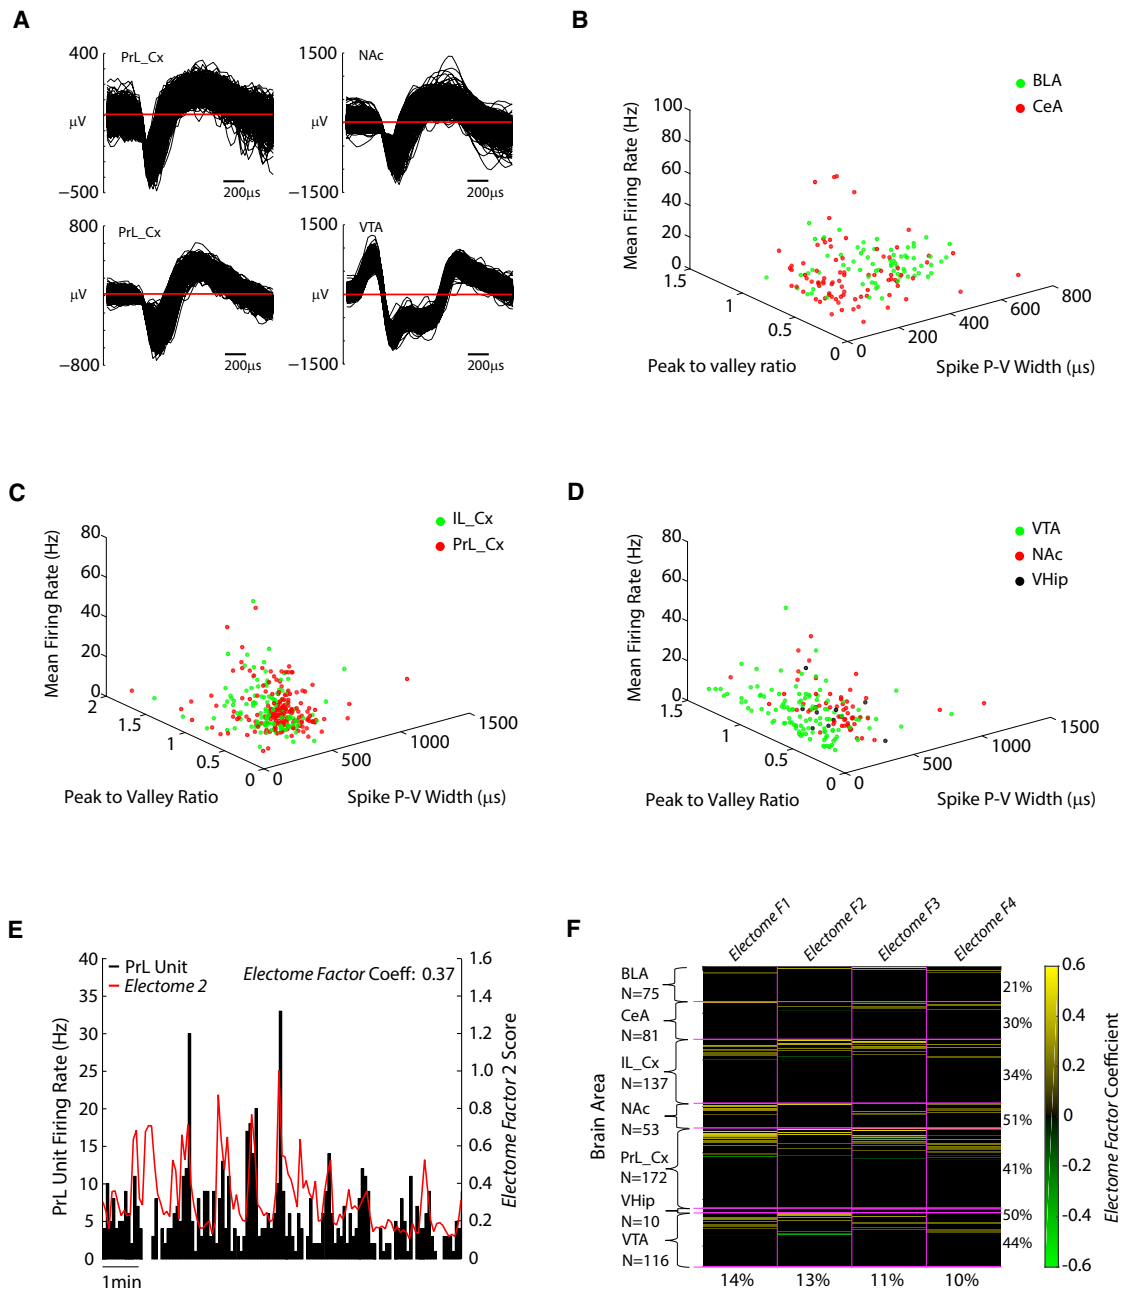 A
400
PrL_Cx
μV
−500
200μs
1500
NAc
μV
−1500
200μs
800
PrL_Cx
μV
−800
200μs
1500
VTA
μV
−1500
200μs
B
BLA
CeA
Mean Firing Rate (Hz)
100
80
60
40
20
0
1.5
1
0.5
0
0
200
400
600
800
Peak to valley ratio
Spike P-V Width (μs)
C
IL_Cx
PrL_Cx
Mean Firing Rate (Hz)
80
60
40
20
0
2
1.5
1
0.5
0
0
500
1000
1500
Peak to Valley Ratio
Spike P-V Width (μs)
D
VTA
NAc
VHip
Mean Firing Rate (Hz)
80
60
40
20
0
1.5
1
0.5
0
0
500
1000
1500
Peak to Valley Ratio
Spike P-V Width (μs)
E
PrL Unit
Electome 2
Electome Factor Coeff: 0.37
PrL Unit Firing Rate (Hz)
40
35
30
25
20
15
10
5
0
1.6
1.4
1.2
1.0
0.8
0.6
0.4
0.2
0
Electome Factor 2 Score
1min
F
Electome F1
Electome F2
Electome F3
Electome F4
Brain Area
BLA
N=75
CeA
N=81
IL_Cx
N=137
NAc
N=53
PrL_Cx
N=172
VHip
N=10
VTA
N=116
21%
30%
34%
51%
41%
50%
44%
14%
13%
11%
10%
0.6
0.4
0.2
0
-0.2
-0.4
-0.6
Electome Factor Coefficient